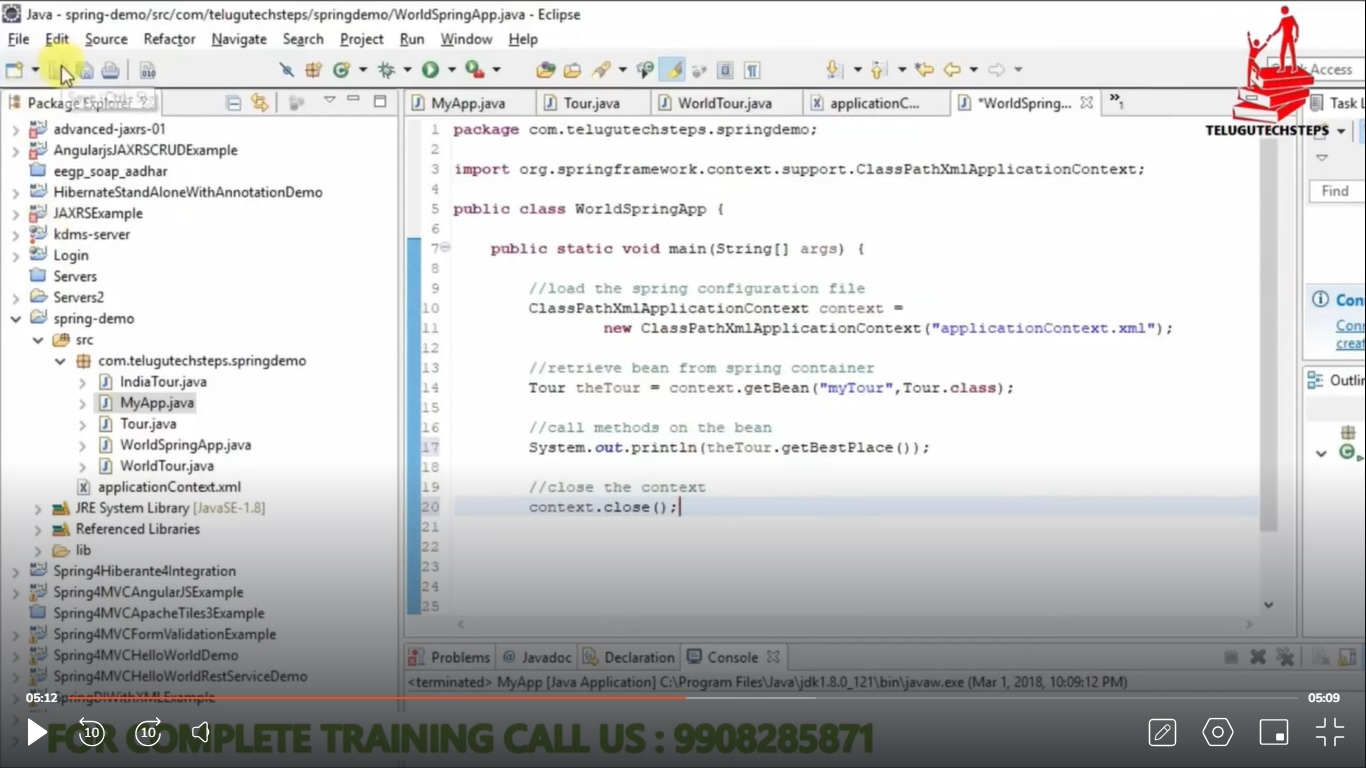 Java - spring-demo/src/com/telugutechsteps/springdemo/WorldSpringApp.java - Eclipse
File Edit Source Refactor Navigate Search Project Run Window Help
Access
Package Explorer
MyApp.java Tour.java WorldTour.java applicationC... *WorldSpring... »1 Task L
TELUGUTECHSTEPS
advanced-jaxrs-01
AngularjsJAXRSCRUDExample
eegp_soap_aadhar
HibernateStandAloneWithAnnotationDemo
JAXRSExample
kdms-server
Login
Servers
Servers2
spring-demo
src
com.telugutechsteps.springdemo
IndiaTour.java
MyApp.java
Tour.java
WorldSpringApp.java
WorldTour.java
applicationContext.xml
JRE System Library [JavaSE-1.8]
Referenced Libraries
lib
Spring4Hiberante4Integration
Spring4MVCAngularJSExample
Spring4MVCApacheTiles3Example
Spring4MVCFormValidationExample
Spring4MVCHelloWorldDemo
Spring4MVCHelloWorldRestServiceDemo
SpringDIWithXMLExample
1 package com.telugutechsteps.springdemo;
2
3 import org.springframework.context.support.ClassPathXmlApplicationContext;
4
5 public class WorldSpringApp {
6
7 public static void main(String[] args) {
8
9 //load the spring configuration file
10 ClassPathXmlApplicationContext context =
11 new ClassPathXmlApplicationContext("applicationContext.xml");
12
13 //retrieve bean from spring container
14 Tour theTour = context.getBean("myTour",Tour.class);
15
16 //call methods on the bean
17 System.out.println(theTour.getBestPlace());
18
19 //close the context
20 context.close();
21
22
23
24
25
Find
Con
Conn
creat
Outlin
Problems @ Javadoc Declaration Console
<terminated> MyApp [Java Application] C:\Program Files\Java\jdk1.8.0_121\bin\javaw.exe (Mar 1, 2018, 10:09:12 PM)
05:12 05:09
10 10
FOR COMPLETE TRAINING CALL US : 9908285871